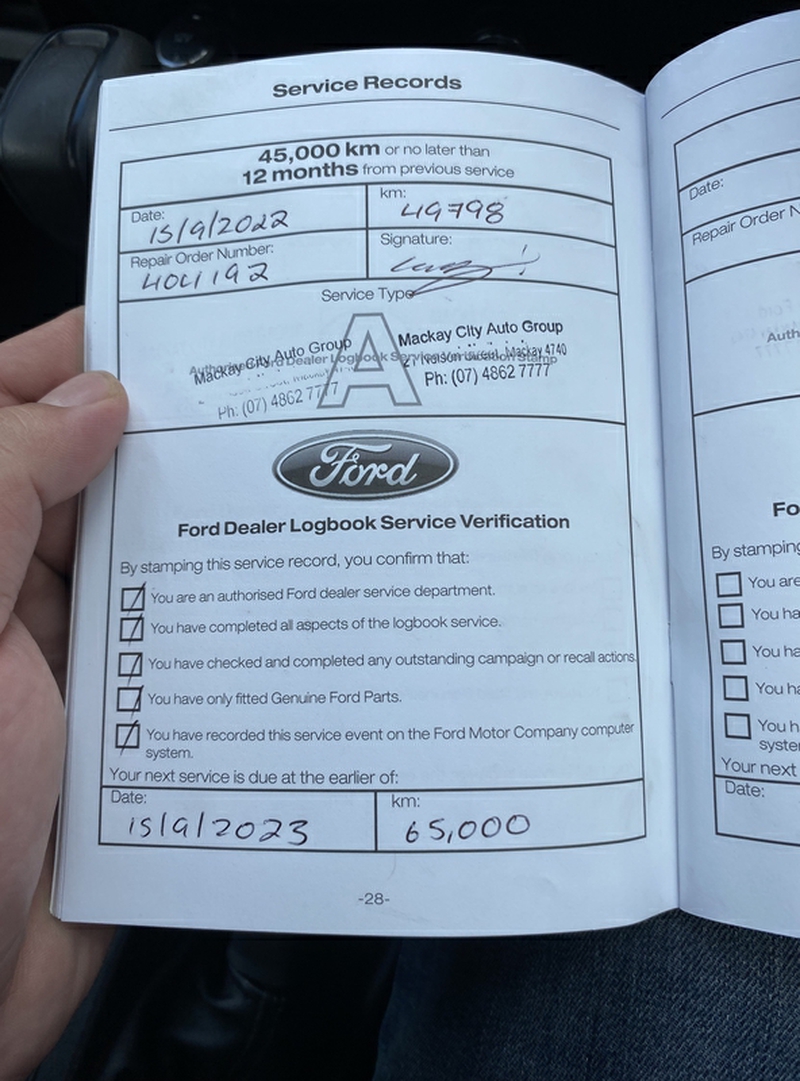 Service Records
45,000 km or no later than
12 months from previous service
Date: 15/9/2022
km: 49798
Repair Order Number: 404192
Signature:
Service Type
A
Mackay City Auto Group
Ph: (07) 4862 7777
Mackay City Auto Group
Mackay 4740
Ph: (07) 4862 7777
Ford
Ford Dealer Logbook Service Verification
By stamping this service record, you confirm that:
You are an authorised Ford dealer service department.
You have completed all aspects of the logbook service.
You have checked and completed any outstanding campaign or recall actions.
You have only fitted Genuine Ford Parts.
You have recorded this service event on the Ford Motor Company computer
system.
Your next service is due at the earlier of:
Date: 15/9/2023
km: 65,000
-28-
Date:
Repair Order
Auth
Fo
By stamping
You are
You ha
You ha
You ha
You h
syste
Your next
Date: